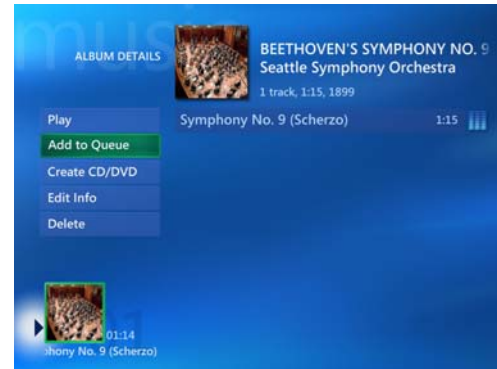 music
ALBUM DETAILS
BEETHOVEN'S SYMPHONY NO. 9
Seattle Symphony Orchestra
1 track, 1:15, 1899
Play
Symphony No. 9 (Scherzo) 1:15
Add to Queue
Create CD/DVD
Edit Info
Delete
01:14
phony No. 9 (Scherzo)